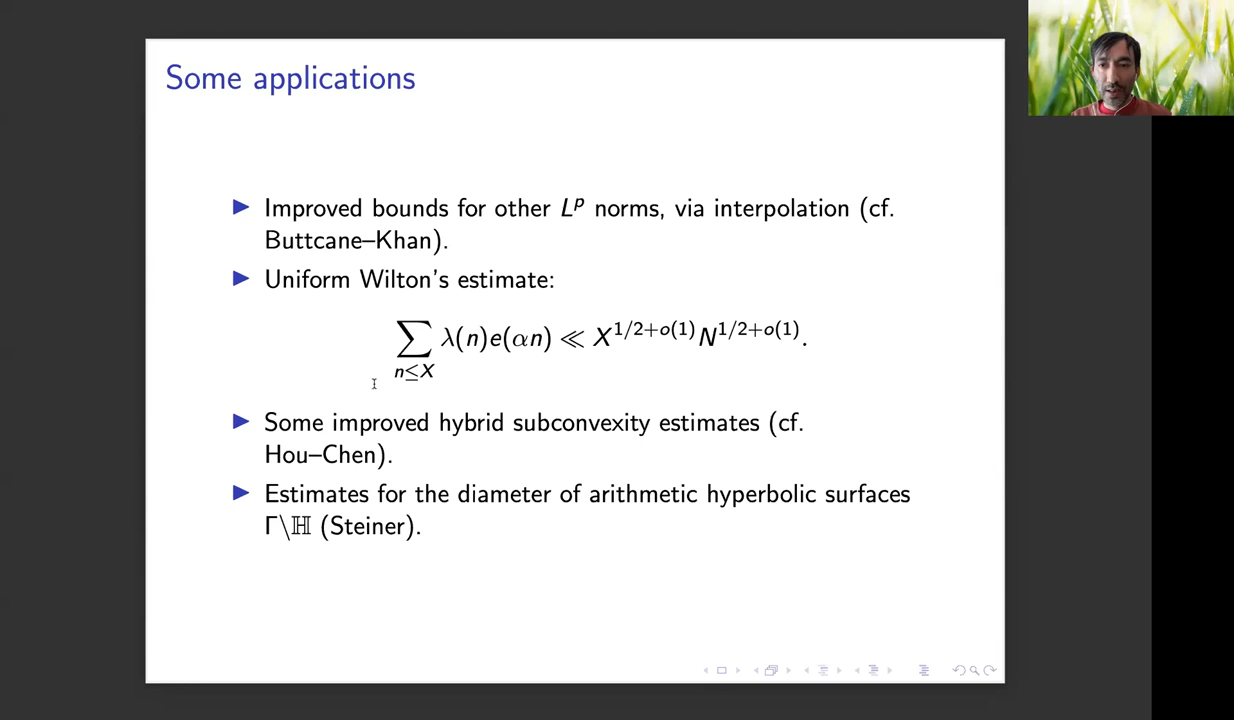 Some applications
▶ Improved bounds for other Lᵖ norms, via interpolation (cf.
Buttcane–Khan).
▶ Uniform Wilton's estimate:
∑_{n≤X} λ(n)e(αn) ≪ X^{1/2+o(1)} N^{1/2+o(1)}.
▶ Some improved hybrid subconvexity estimates (cf.
Hou–Chen).
▶ Estimates for the diameter of arithmetic hyperbolic surfaces
Γ\ℍ (Steiner).